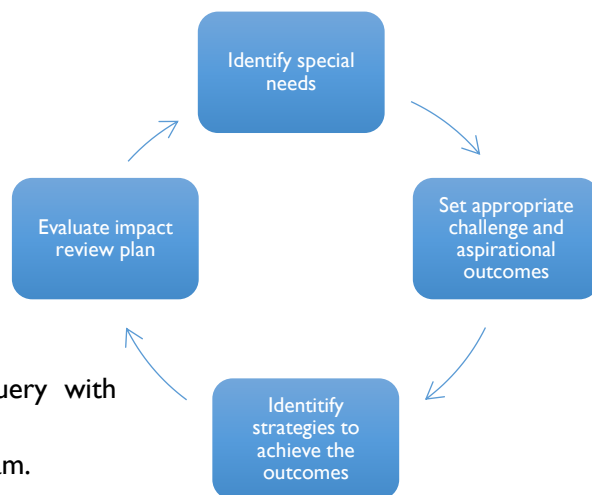 Identify special
needs
Set appropriate
challenge and
aspirational
outcomes
Identitify
strategies to
achieve the
outcomes
Evaluate impact
review plan
with